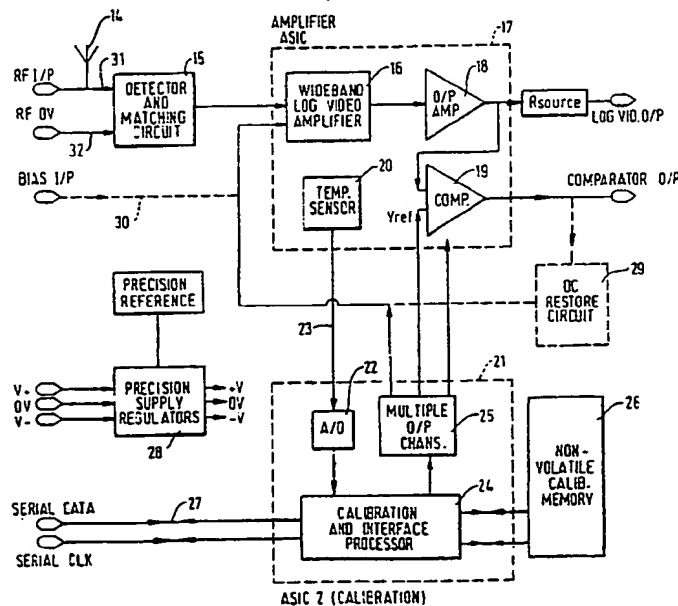 AMPLIFIER
ASIC
17
14
31
15
RF I/P
DETECTOR
AND
MATCHING
CIRCUIT
RF 0V
32
16
WIDEBAND
LOG VIDEO
AMPLIFIER
18
O/P
AMP
Rsource
LOG VID.O/P
BIAS I/P
30
20
TEMP.
SENSOR
19
COMP.
Vref
COMPARATOR O/P
PRECISION
REFERENCE
23
29
DC
RESTORE
CIRCUIT
21
V+
0V
V-
PRECISION
SUPPLY
REGULATORS
28
+V
0V
-V
22
A/D
MULTIPLE
O/P
CHANS.
25
26
NON-
VOLATILE
CALIB.
MEMORY
SERIAL DATA
27
SERIAL CLK
24
CALIBRATION
AND INTERFACE
PROCESSOR
ASIC 2 (CALIBRATION)